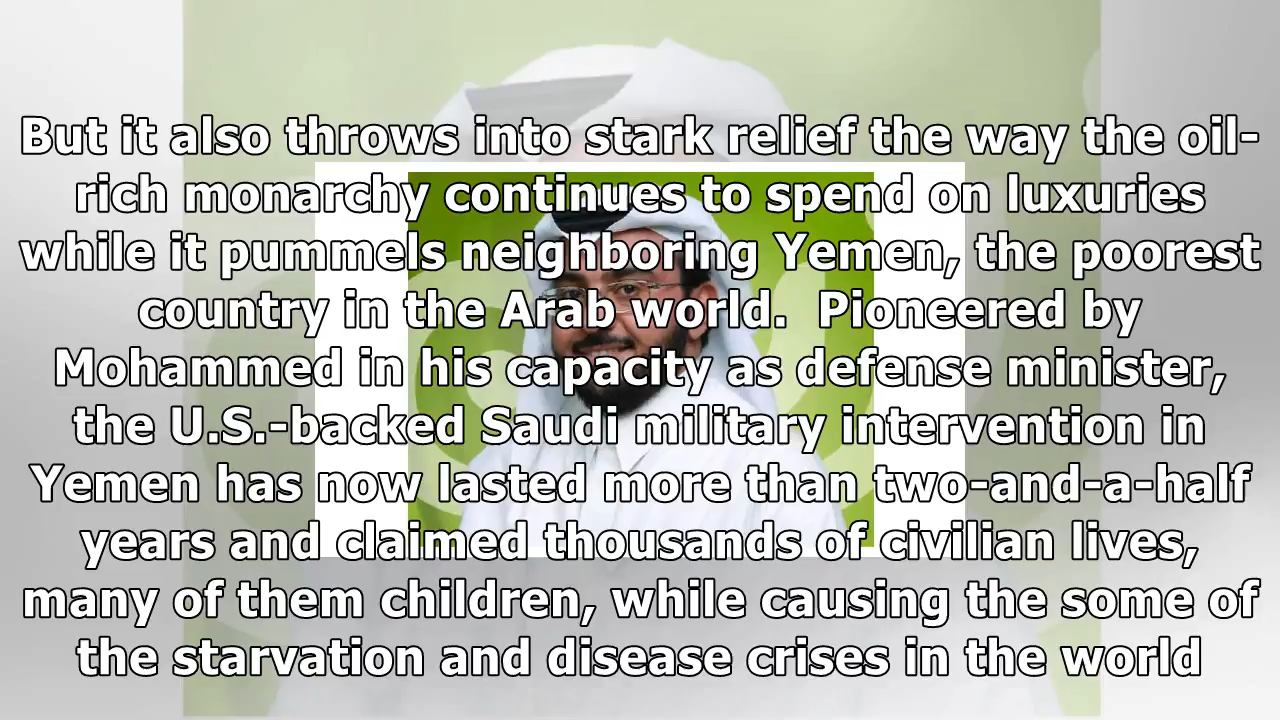 But it also throws into stark relief the way the oil-
rich monarchy continues to spend on luxuries
while it pummels neighboring Yemen, the poorest
country in the Arab world.  Pioneered by
Mohammed in his capacity as defense minister,
the U.S.-backed Saudi military intervention in
Yemen has now lasted more than two-and-a-half
years and claimed thousands of civilian lives,
many of them children, while causing the some of
the starvation and disease crises in the world